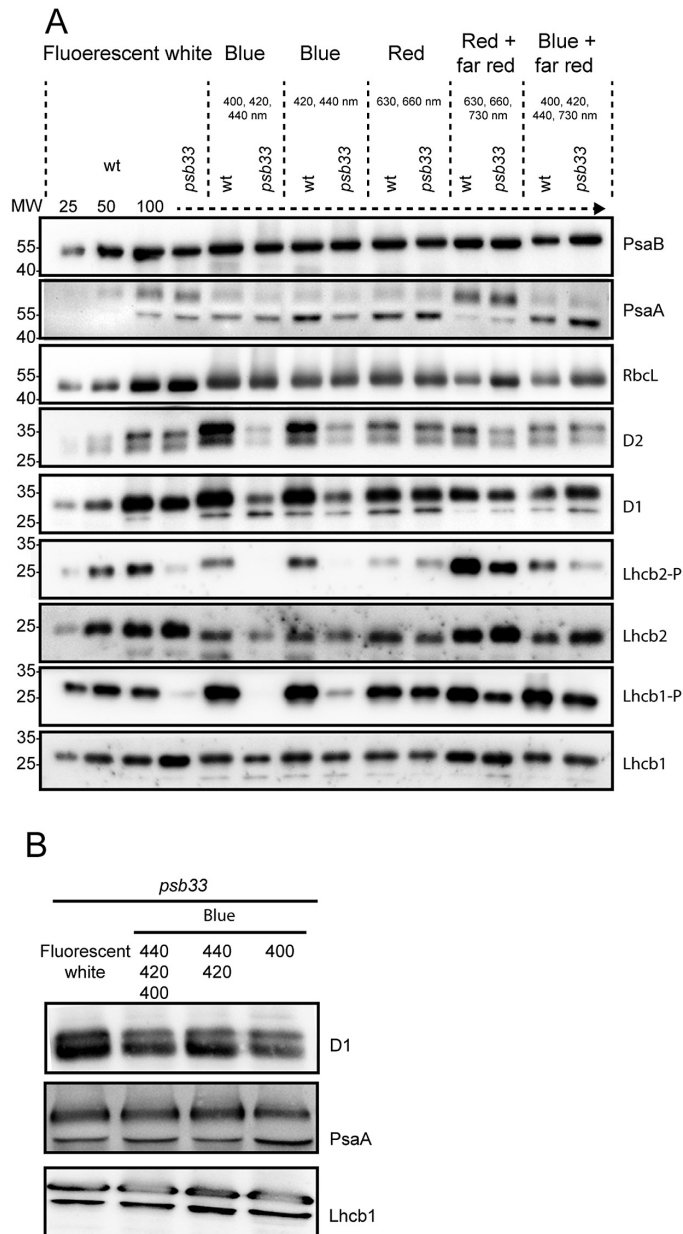 A
Fluoerescent white Blue Blue Red Red + far red Blue + far red
400, 420, 440 nm 420, 440 nm 630, 660 nm 630, 660, 730 nm 400, 420, 440, 730 nm
wt psb33 wt psb33 wt psb33 wt psb33 wt psb33 wt psb33
MW 25 50 100
55 40 PsaB
55 40 PsaA
55 40 RbcL
35 25 D2
35 25 D1
35 25 Lhcb2-P
25 Lhcb2
35 25 Lhcb1-P
35 25 Lhcb1
B
psb33
Blue
Fluorescent 440 440 400
white 420 420
400
D1
PsaA
Lhcb1